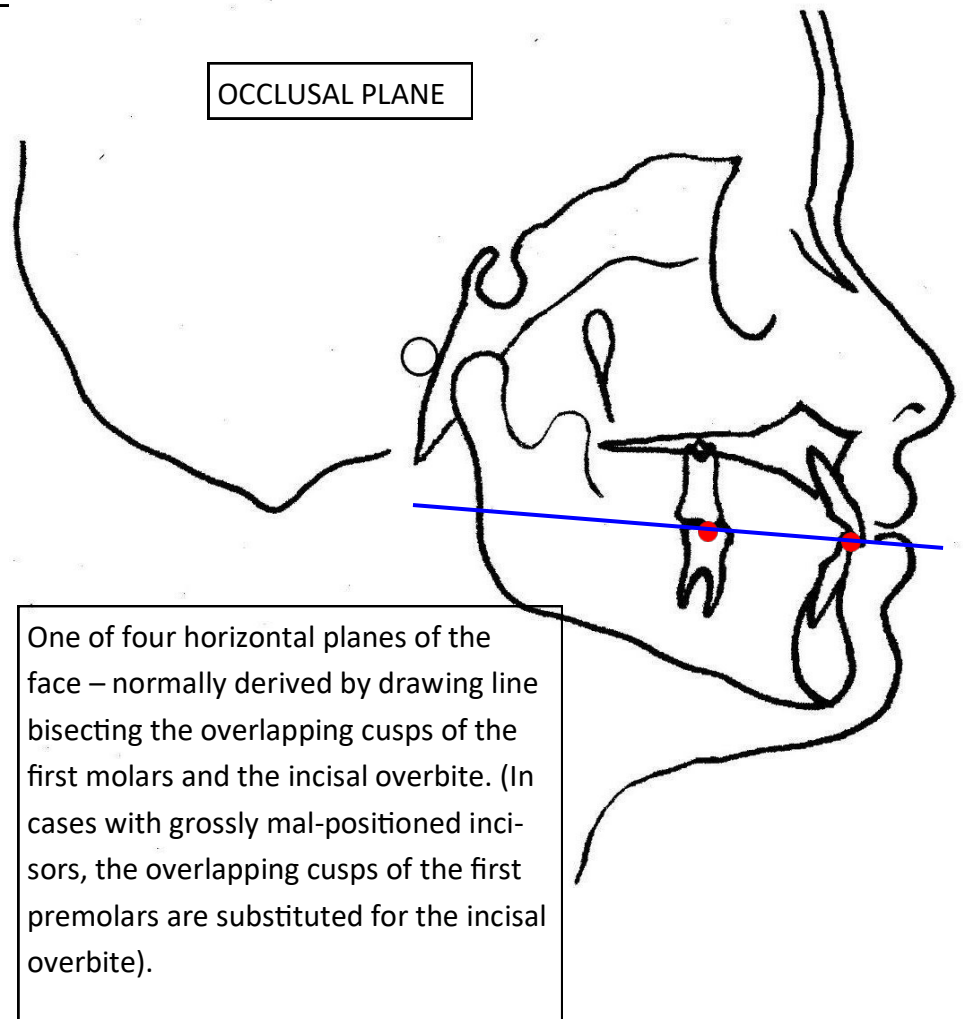 OCCLUSAL PLANE
One of four horizontal planes of the
face – normally derived by drawing line
bisecting the overlapping cusps of the
first molars and the incisal overbite. (In
cases with grossly mal-positioned inci-
sors, the overlapping cusps of the first
premolars are substituted for the incisal
overbite).